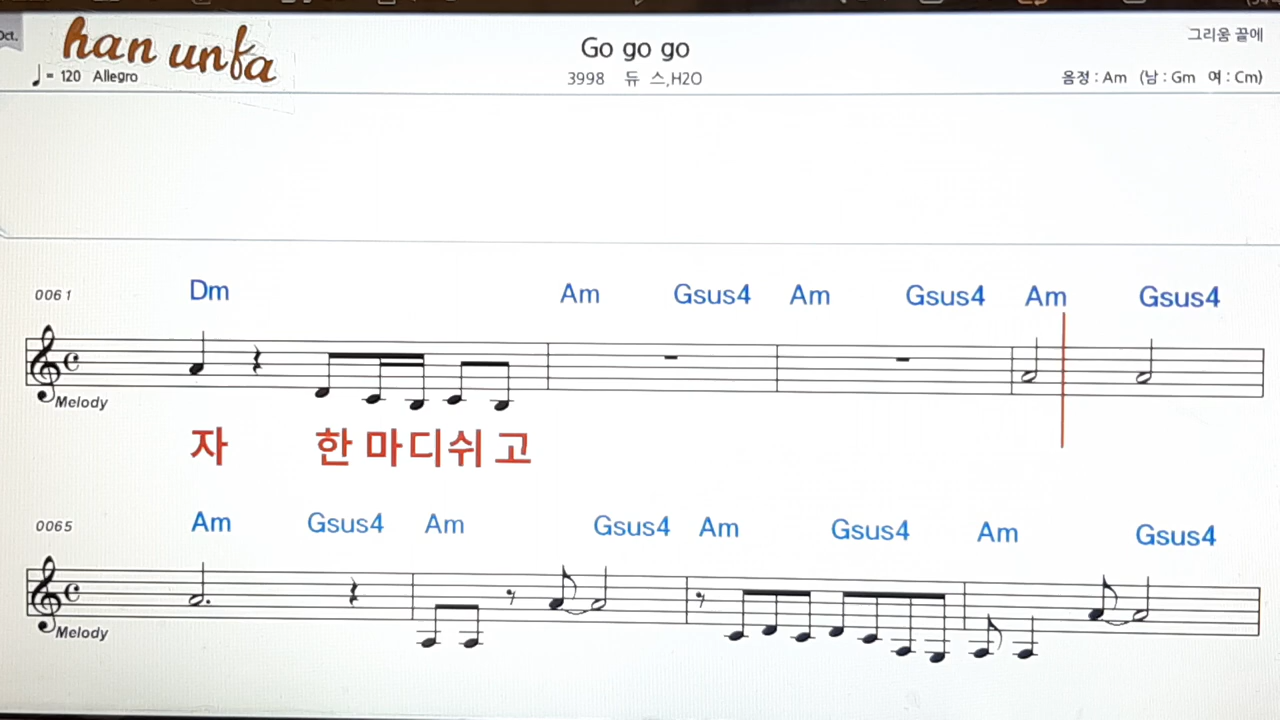 Oct.
han unfa
Go go go
그리움 끝에
♩= 120 Allegro
3998 듀 스,H2O
음정 : Am (남 : Gm 여 : Cm)
0061 Dm Am Gsus4 Am Gsus4 Am Gsus4
Melody
자 한 마 디 쉬 고
0065 Am Gsus4 Am Gsus4 Am Gsus4 Am Gsus4
Melody